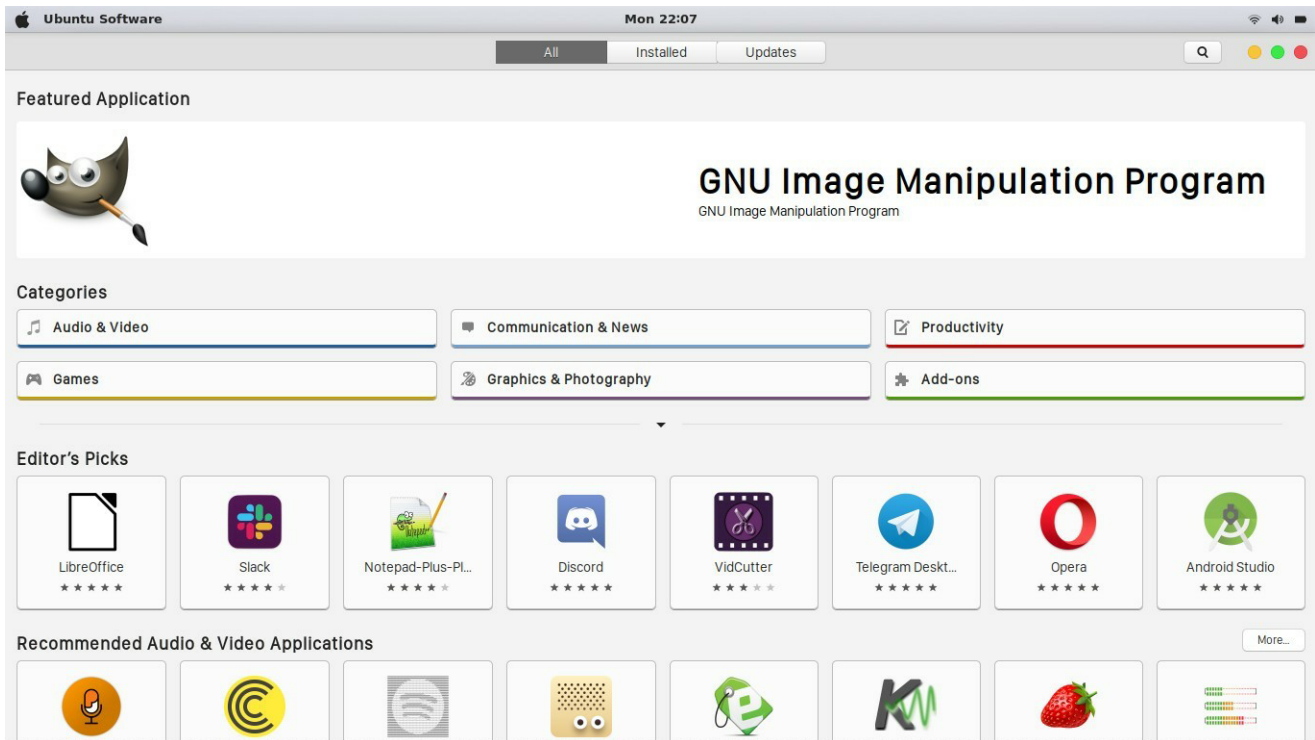 Ubuntu Software Mon 22:07
All Installed Updates
Featured Application
GNU Image Manipulation Program
GNU Image Manipulation Program
Categories
Audio & Video Communication & News Productivity
Games Graphics & Photography Add-ons
Editor's Picks
LibreOffice Slack Notepad-Plus-Pl... Discord VidCutter Telegram Deskt... Opera Android Studio
Recommended Audio & Video Applications More...